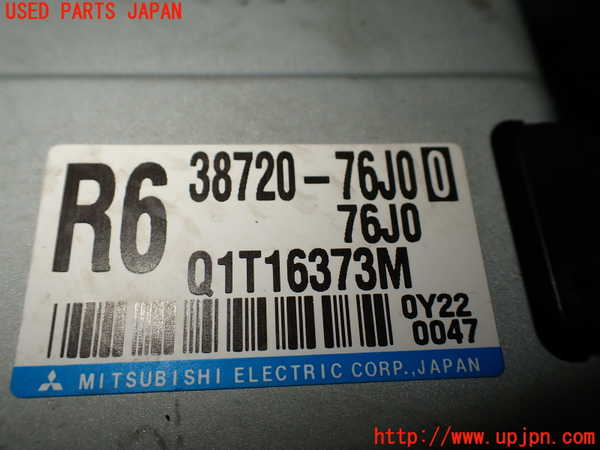 USED PARTS JAPAN
R6 38720-76J0 0
76J0
Q1T16373M
0Y22
0047
MITSUBISHI ELECTRIC CORP., JAPAN
http://www.upjpn.com/